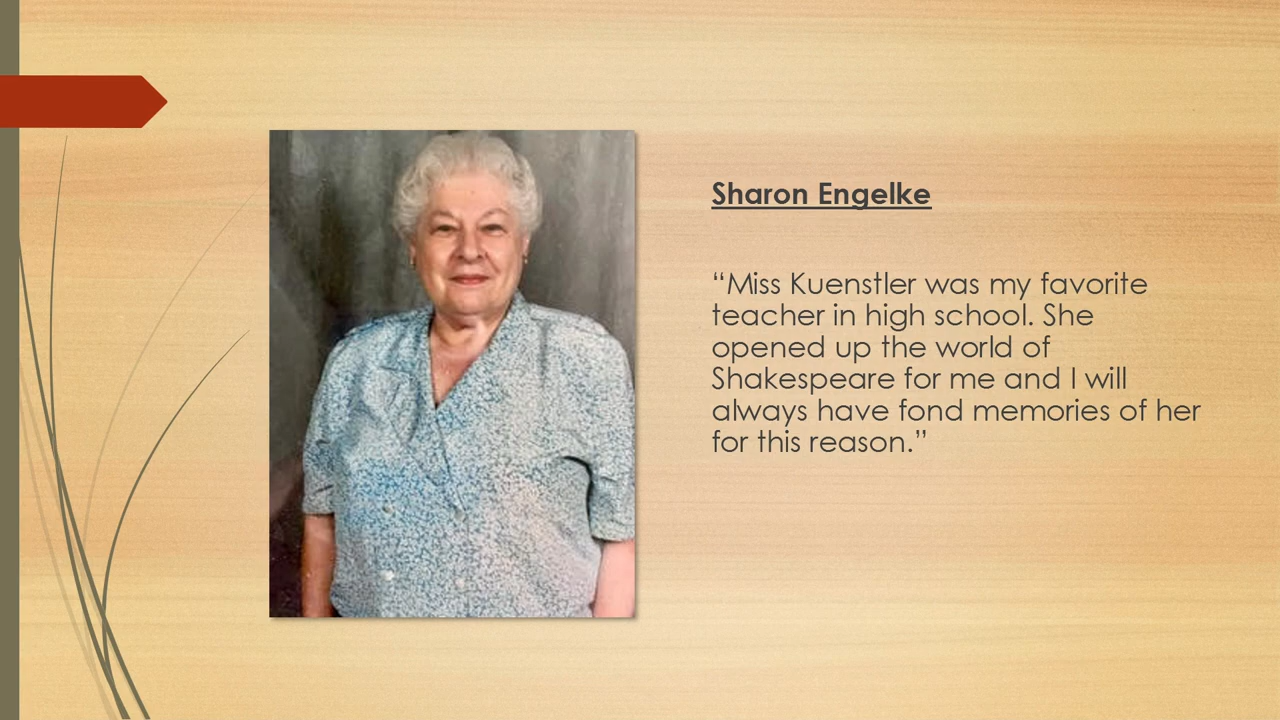 Sharon Engelke
“Miss Kuenstler was my favorite
teacher in high school. She
opened up the world of
Shakespeare for me and I will
always have fond memories of her
for this reason.”